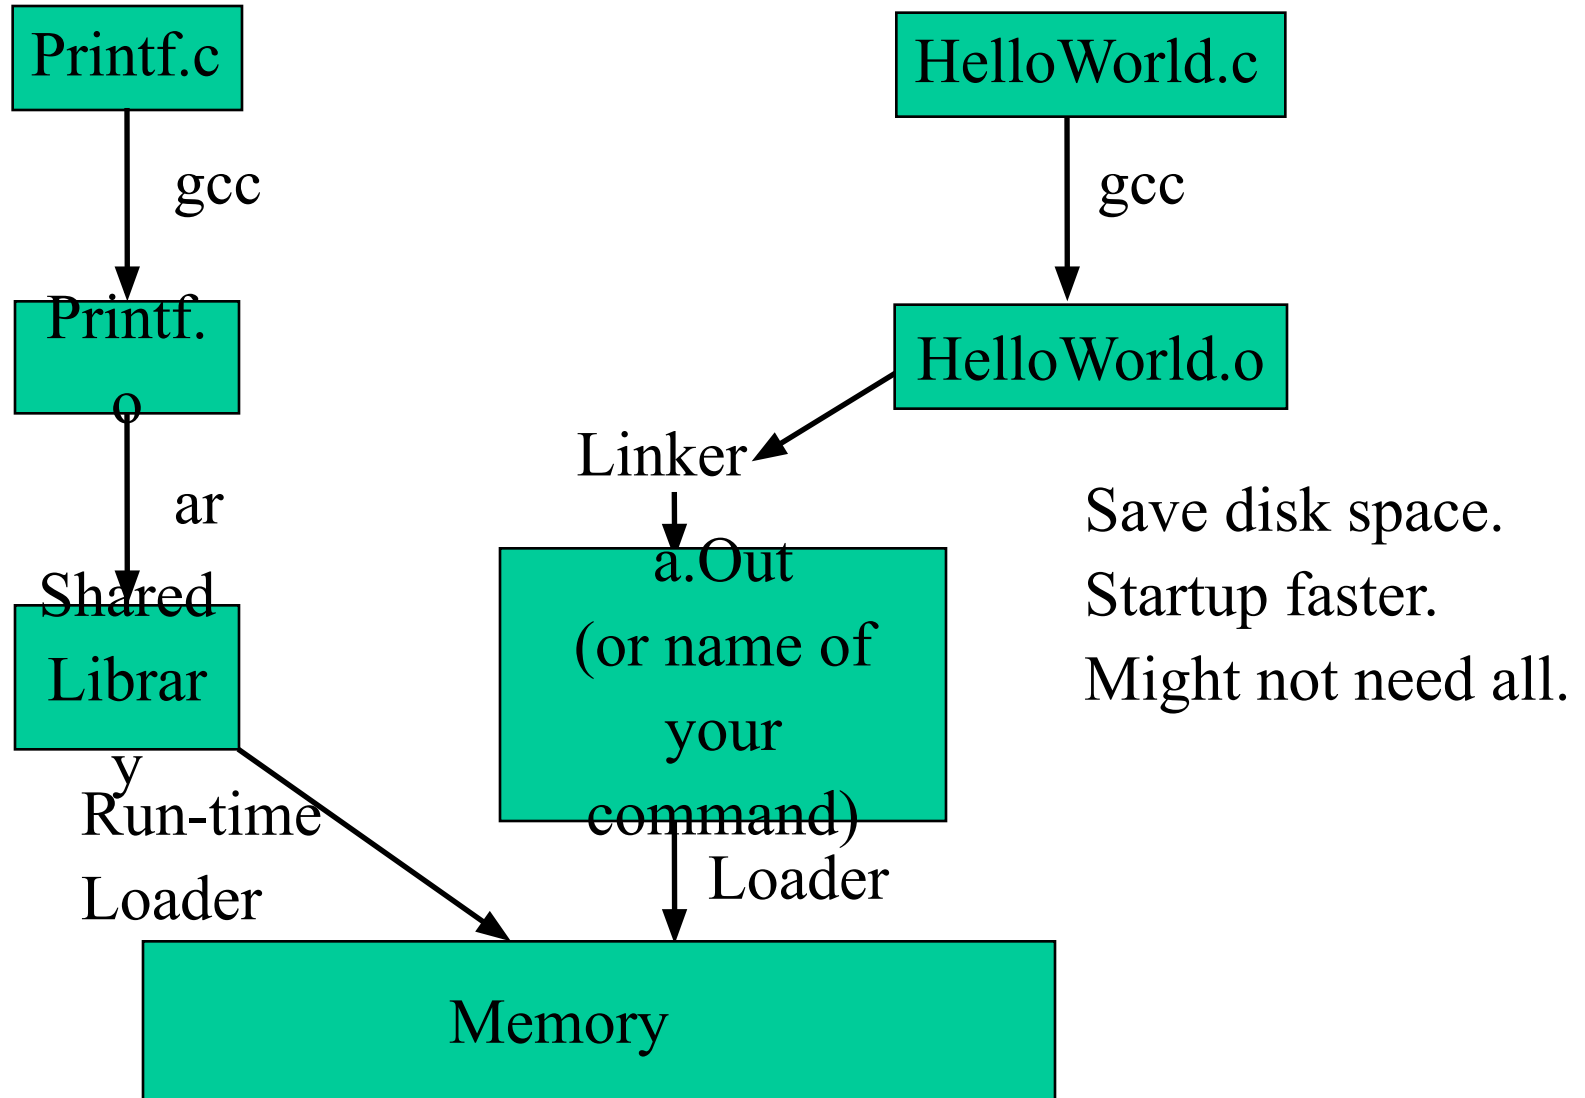 Printf.c
HelloWorld.c
gcc
gcc
Printf.
o
HelloWorld.o
Linker
ar
Shared
Librar
y
a.Out
(or name of
your
command)
Save disk space.
Startup faster.
Might not need all.
Run-time
Loader
Loader
Memory